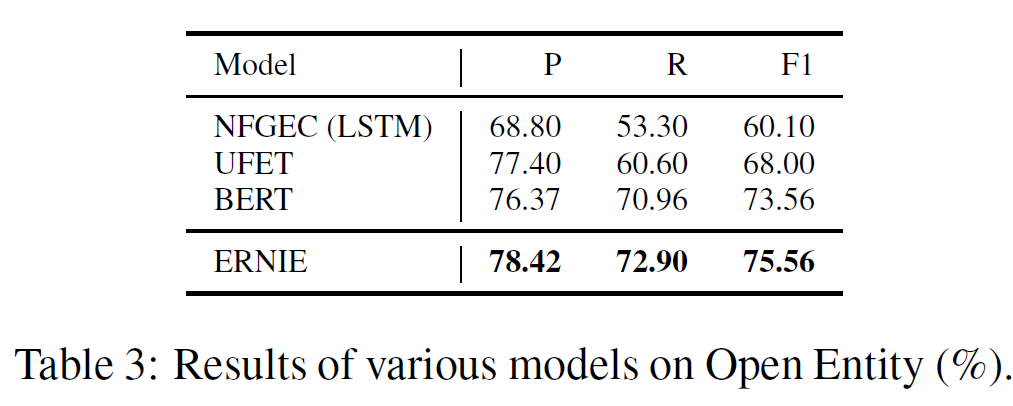 Model P R F1
NFGEC (LSTM) 68.80 53.30 60.10
UFET 77.40 60.60 68.00
BERT 76.37 70.96 73.56
ERNIE 78.42 72.90 75.56
Table 3: Results of various models on Open Entity (%).